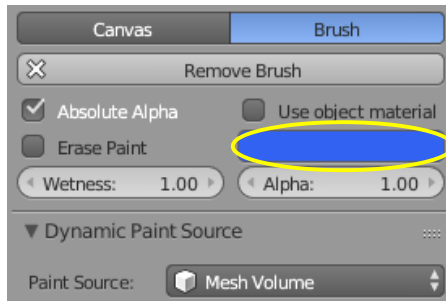 Canvas Brush
Remove Brush
Absolute Alpha Use object material
Erase Paint
Wetness: 1.00 Alpha: 1.00
Dynamic Paint Source
Paint Source: Mesh Volume